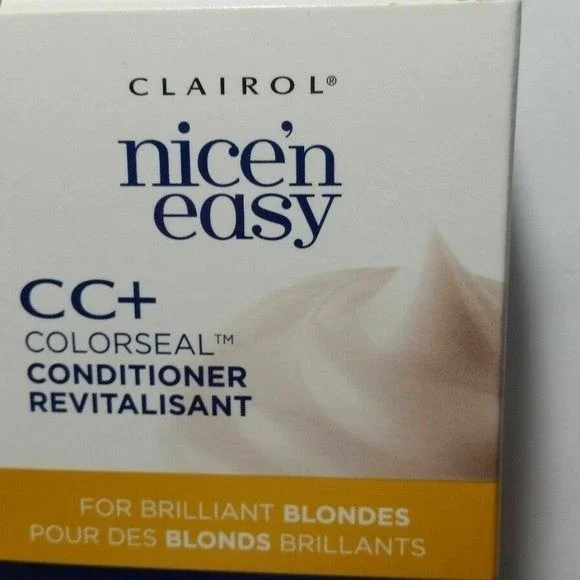 CLAIROL®
nice'n
easy
CC+
COLORSEAL™
CONDITIONER
REVITALISANT
FOR BRILLIANT BLONDES
POUR DES BLONDS BRILLANTS